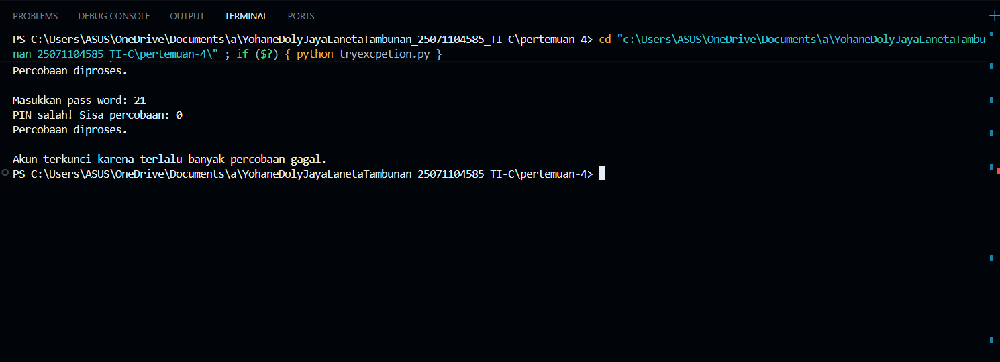 PROBLEMS DEBUG CONSOLE OUTPUT TERMINAL PORTS
PS C:\Users\ASUS\OneDrive\Documents\a\YohaneDolyJayaLanetaTambunan_25071104585_TI-C\pertemuan-4> cd "c:\Users\ASUS\OneDrive\Documents\a\YohaneDolyJayaLanetaTambu
nan_25071104585_TI-C\pertemuan-4\" ; if ($?) { python tryexcpetion.py }
Percobaan diproses.
Masukkan pass-word: 21
PIN salah! Sisa percobaan: 0
Percobaan diproses.
Akun terkunci karena terlalu banyak percobaan gagal.
PS C:\Users\ASUS\OneDrive\Documents\a\YohaneDolyJayaLanetaTambunan_25071104585_TI-C\pertemuan-4>